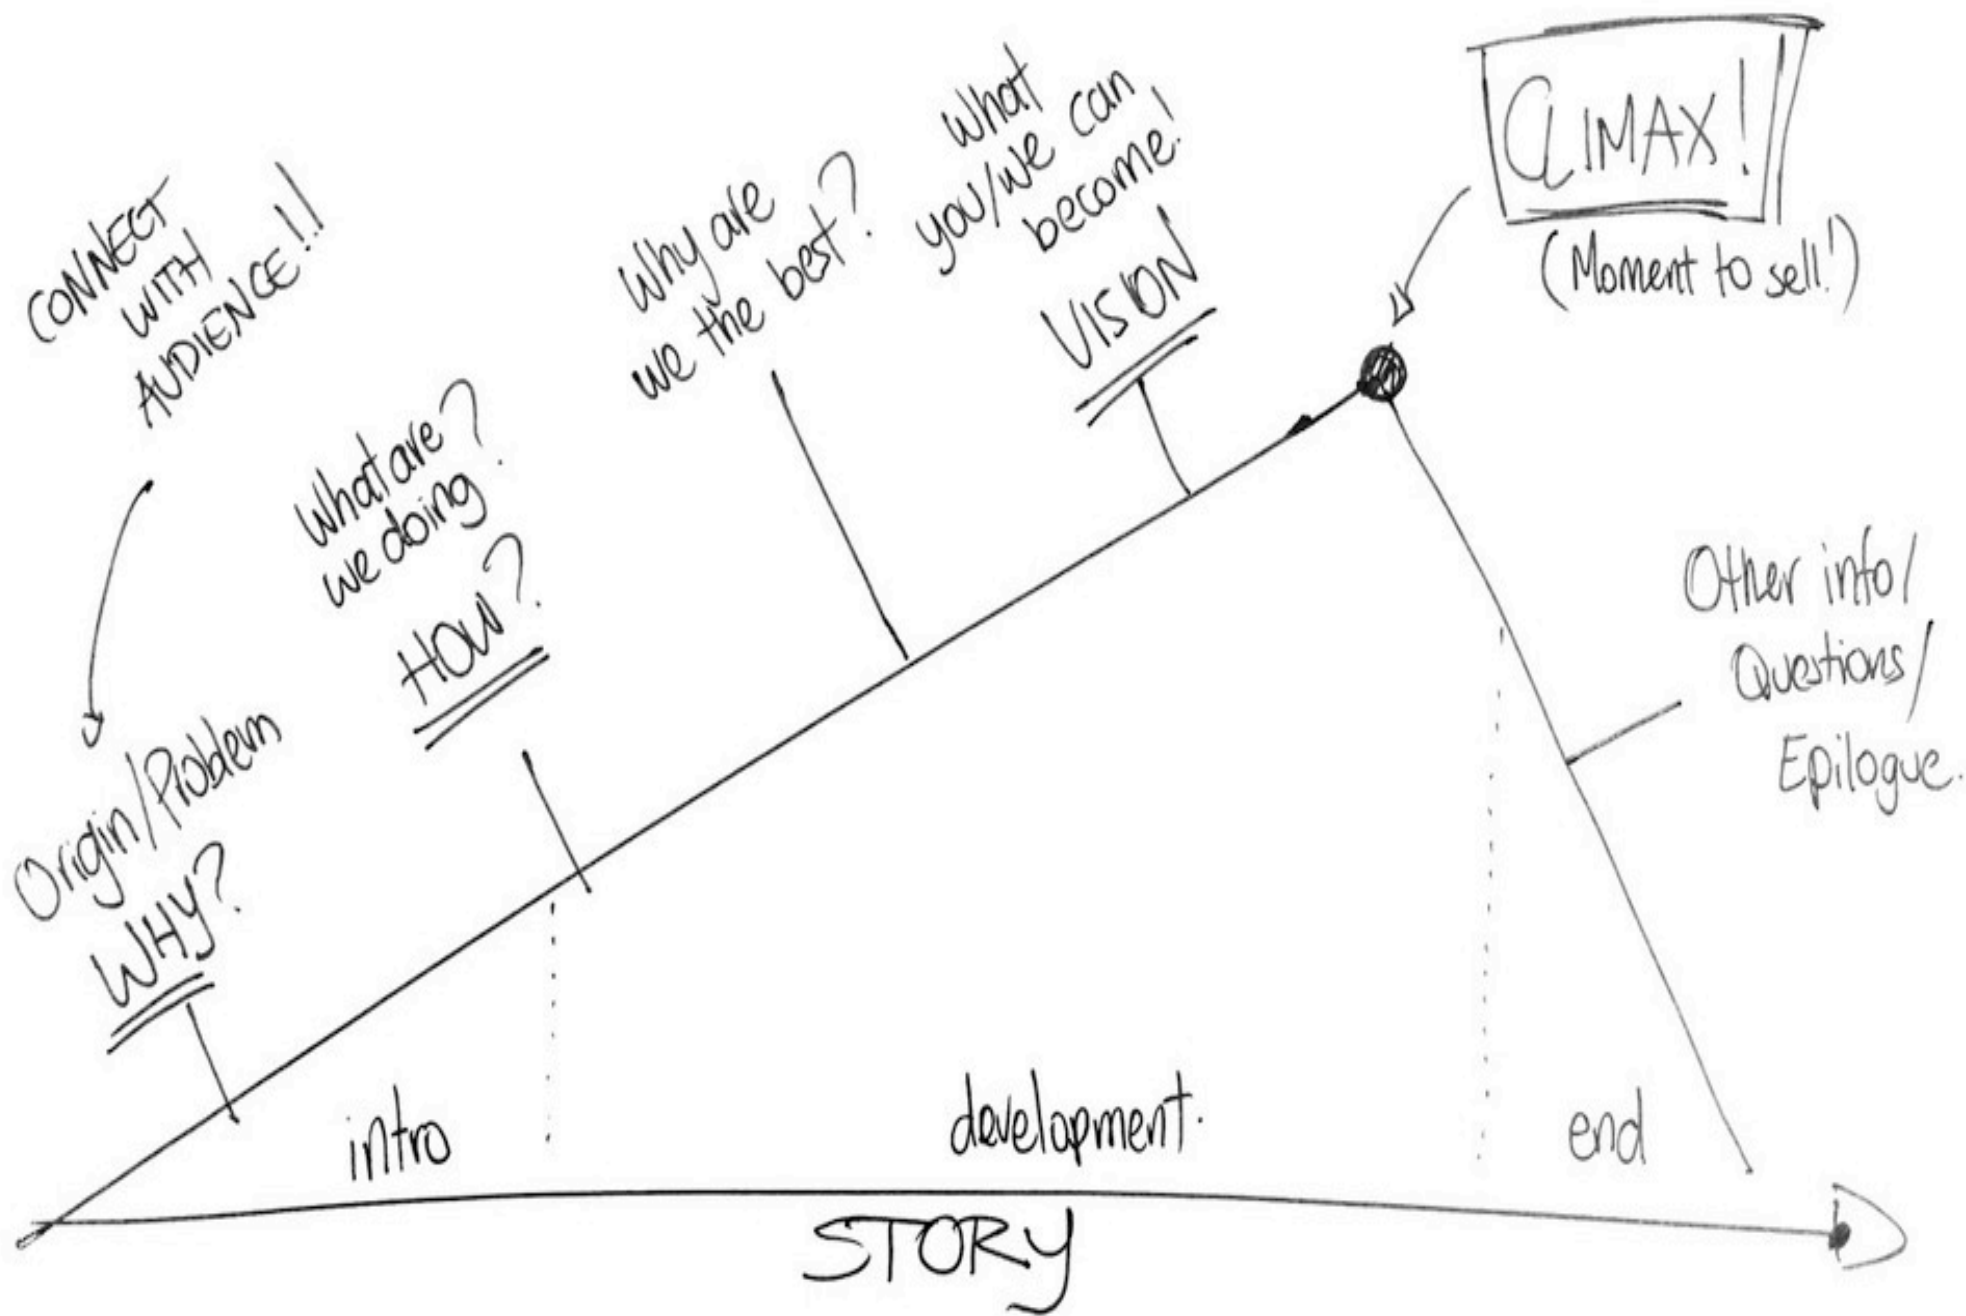 CONNECT
WITH
AUDIENCE!!
Origin/Problem
WHY?
What are?
we doing
HOW?
Why are
we the best?
What
you/we can
become!
VISION
CLIMAX!
(Moment to sell!)
Other info/
Questions/
Epilogue.
intro
development.
end
STORY